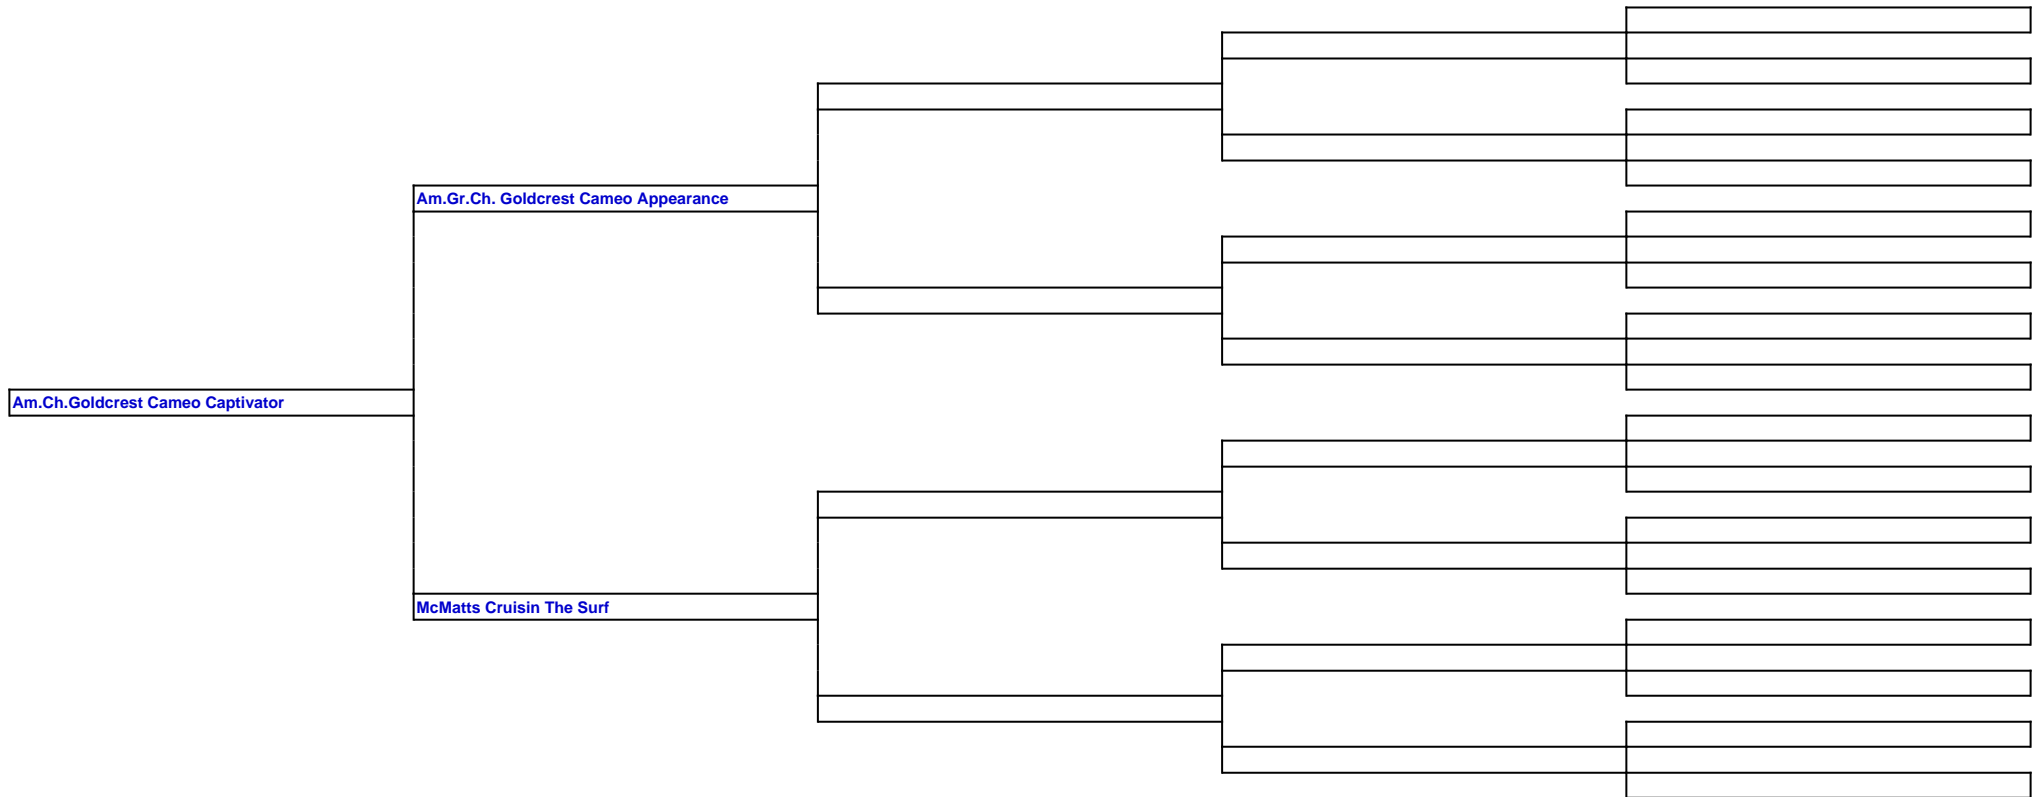 Am.Gr.Ch. Goldcrest Cameo Appearance
Am.Ch.Goldcrest Cameo Captivator
McMatts Cruisin The Surf